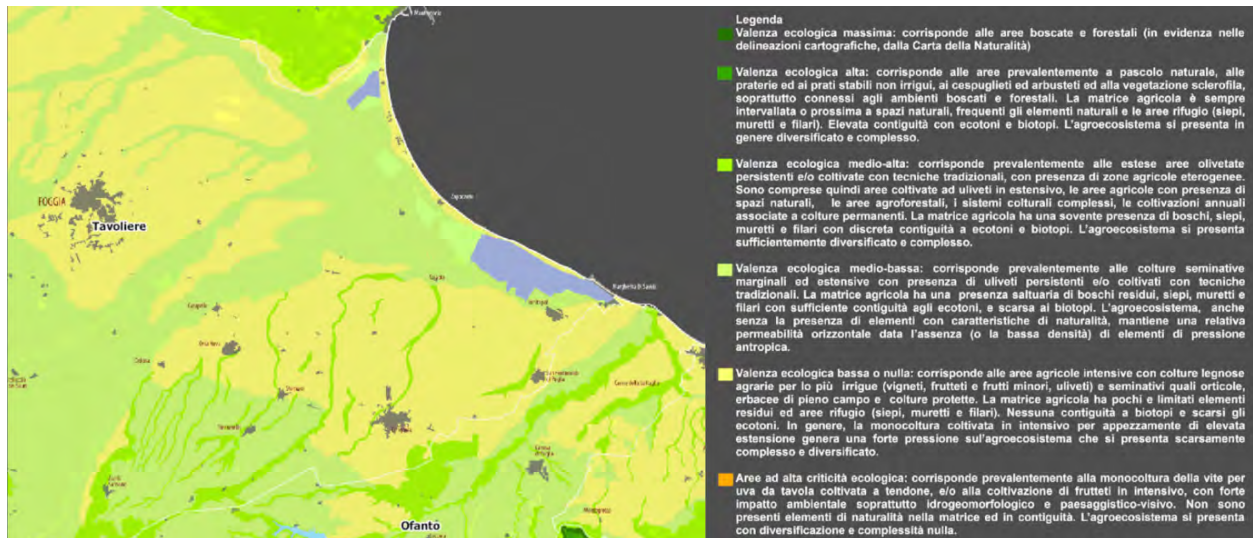 Manfredonia
FOGGIA
Tavoliere
Zapponeta
Margherita Di Savoia
Cerignola
Canosa di Puglia
Ofanto
Legenda
Valenza ecologica massima: corrisponde alle aree boscate e forestali (in evidenza nelle
delineazioni cartografiche, dalla Carta della Naturalità)
Valenza ecologica alta: corrisponde alle aree prevalentemente a pascolo naturale, alle
praterie ed ai prati stabili non irrigui, ai cespuglieti ed arbusteti ed alla vegetazione sclerofila,
soprattutto connessi agli ambienti boscati e forestali. La matrice agricola è sempre
intervallata o prossima a spazi naturali, frequenti gli elementi naturali e le aree rifugio (siepi,
muretti e filari). Elevata contiguità con ecotoni e biotopi. L'agroecosistema si presenta in
genere diversificato e complesso.
Valenza ecologica medio-alta: corrisponde prevalentemente alle estese aree olivetate
persistenti e/o coltivate con tecniche tradizionali, con presenza di zone agricole eterogenee.
Sono comprese quindi aree coltivate ad uliveti in estensivo, le aree agricole con presenza di
spazi naturali, le aree agroforestali, i sistemi colturali complessi, le coltivazioni annuali
associate a colture permanenti. La matrice agricola ha una sovente presenza di boschi, siepi,
muretti e filari con discreta contiguità a ecotoni e biotopi. L'agroecosistema si presenta
sufficientemente diversificato e complesso.
Valenza ecologica medio-bassa: corrisponde prevalentemente alle colture seminative
marginali ed estensive con presenza di uliveti persistenti e/o coltivati con tecniche
tradizionali. La matrice agricola ha una presenza saltuaria di boschi residui, siepi, muretti e
filari con sufficiente contiguità agli ecotoni, e scarsa ai biotopi. L'agroecosistema, anche
senza la presenza di elementi con caratteristiche di naturalità, mantiene una relativa
permeabilità orizzontale data l'assenza (o la bassa densità) di elementi di pressione
antropica.
Valenza ecologica bassa o nulla: corrisponde alle aree agricole intensive con colture legnose
agrarie per lo più irrigue (vigneti, frutteti e frutti minori, uliveti) e seminativi quali orticole,
erbacee di pieno campo e colture protette. La matrice agricola ha pochi e limitati elementi
residui ed aree rifugio (siepi, muretti e filari). Nessuna contiguità a biotopi e scarsi gli
ecotoni. In genere, la monocoltura coltivata in intensivo per appezzamento di elevata
estensione genera una forte pressione sull'agroecosistema che si presenta scarsamente
complesso e diversificato.
Aree ad alta criticità ecologica: corrisponde prevalentemente alla monocoltura della vite per
uva da tavola coltivata a tendone, e/o alla coltivazione di frutteti in intensivo, con forte
impatto ambientale soprattutto idrogeomorfologico e paesaggistico-visivo. Non sono
presenti elementi di naturalità nella matrice ed in contiguità. L'agroecosistema si presenta
con diversificazione e complessità nulla.